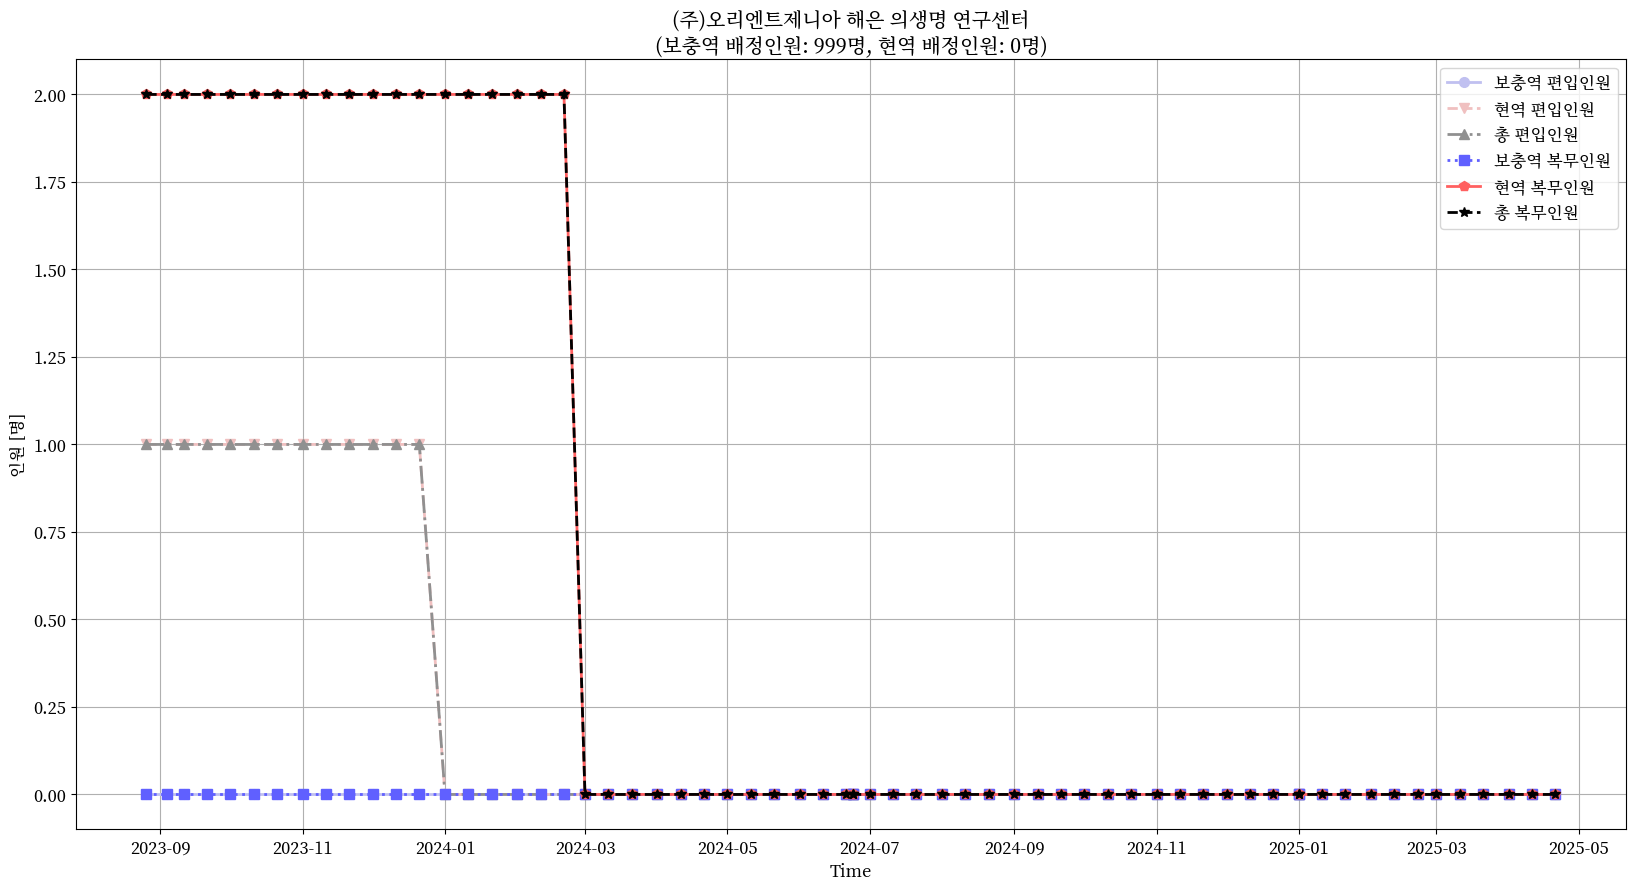 (주)오리엔트제니아 해은 의생명 연구센터
(보충역 배정인원: 999명, 현역 배정인원: 0명)
보충역 편입인원
현역 편입인원
총 편입인원
보충역 복무인원
현역 복무인원
총 복무인원
인원 [명]
2.00
1.75
1.50
1.25
1.00
0.75
0.50
0.25
0.00
2023-09 2023-11 2024-01 2024-03 2024-05 2024-07 2024-09 2024-11 2025-01 2025-03 2025-05
Time